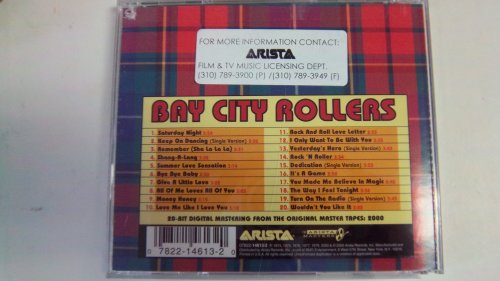 FOR MORE INFORMATION CONTACT:
ARISTA
FILM & TV MUSIC LICENSING DEPT.
(310) 789-3900 (P) /(310) 789-3949 (F)
BAY CITY ROLLERS
1. Saturday Night
2. Keep On Dancing (Single Version)
3. Remember (Sha La La La)
4. Shang-A-Lang
5. Summer Love Sensation
6. Bye Bye Baby
7. Give A Little Love
8. All Of Me Loves All Of You
9. Money Honey
10. Love Me Like I Love You
11. Rock And Roll Love Letter
12. I Only Want To Be With You
13. Yesterday's Hero (Single Version)
14. Rock 'N Roller
15. Dedication (Single Version)
16. It's A Game
17. You Made Me Believe In Magic
18. The Way I Feel Tonight
19. Turn On The Radio (Single Version)
20. Wouldn't You Like It
20-BIT DIGITAL MASTERING FROM THE ORIGINAL MASTER TAPES: 2000
0 7822-14613-2
ARISTA
ARISTA
MASTERS